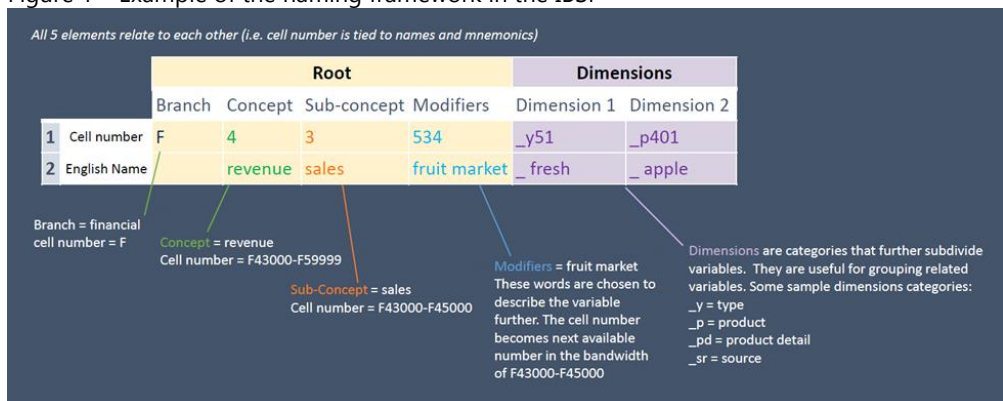 All 5 elements relate to each other (i.e. cell number is tied to names and mnemonics)
Root Dimensions
Branch Concept Sub-concept Modifiers Dimension 1 Dimension 2
1 Cell number F 4 3 534 _y51 _p401
2 English Name revenue sales fruit market _ fresh _ apple
Branch = financial
cell number = F
Concept = revenue
Cell number = F43000-F59999
Sub-Concept = sales
Cell number = F43000-F45000
Modifiers = fruit market
These words are chosen to
describe the variable
further. The cell number
becomes next available
number in the bandwidth
of F43000-F45000
Dimensions are categories that further subdivide
variables. They are useful for grouping related
variables. Some sample dimensions categories:
_y = type
_p = product
_pd = product detail
_sr = source